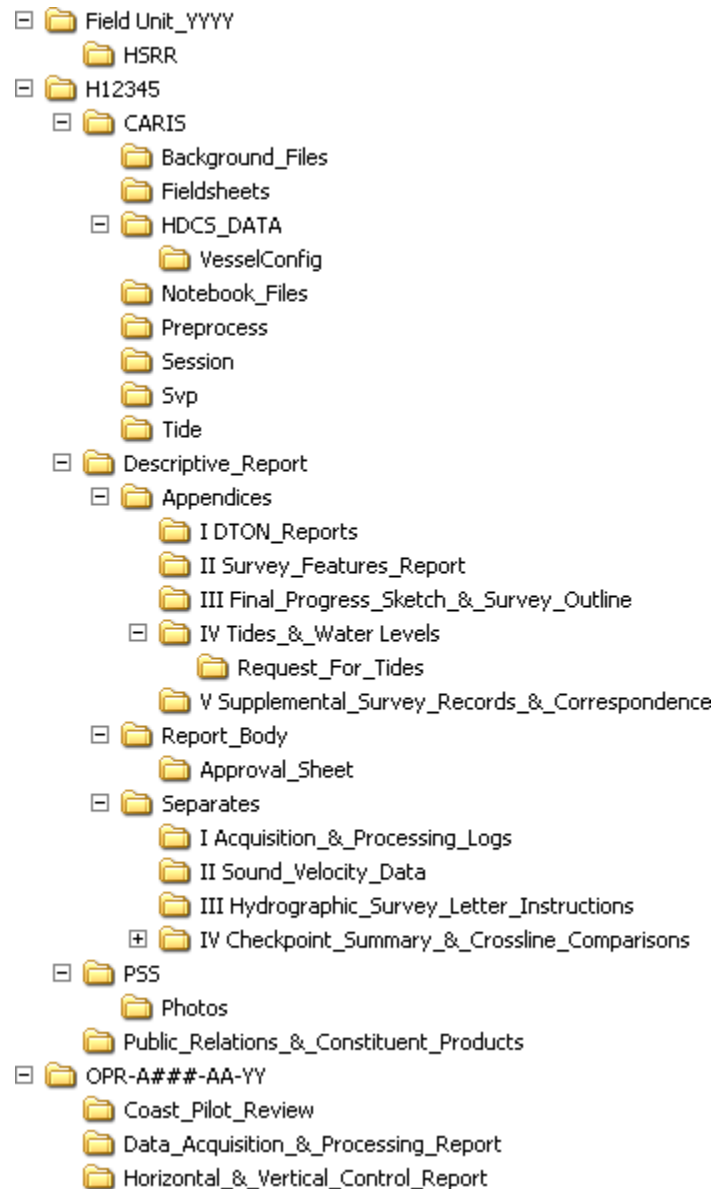 Field Unit_YYYY
HSRR
H12345
CARIS
Background_Files
Fieldsheets
HDCS_DATA
VesselConfig
Notebook_Files
Preprocess
Session
Svp
Tide
Descriptive_Report
Appendices
I DTON_Reports
II Survey_Features_Report
III Final_Progress_Sketch_&_Survey_Outline
IV Tides_&_Water Levels
Request_For_Tides
V Supplemental_Survey_Records_&_Correspondence
Report_Body
Approval_Sheet
Separates
I Acquisition_&_Processing_Logs
II Sound_Velocity_Data
III Hydrographic_Survey_Letter_Instructions
IV Checkpoint_Summary_&_Crossline_Comparisons
PSS
Photos
Public_Relations_&_Constituent_Products
OPR-A###-AA-YY
Coast_Pilot_Review
Data_Acquisition_&_Processing_Report
Horizontal_&_Vertical_Control_Report